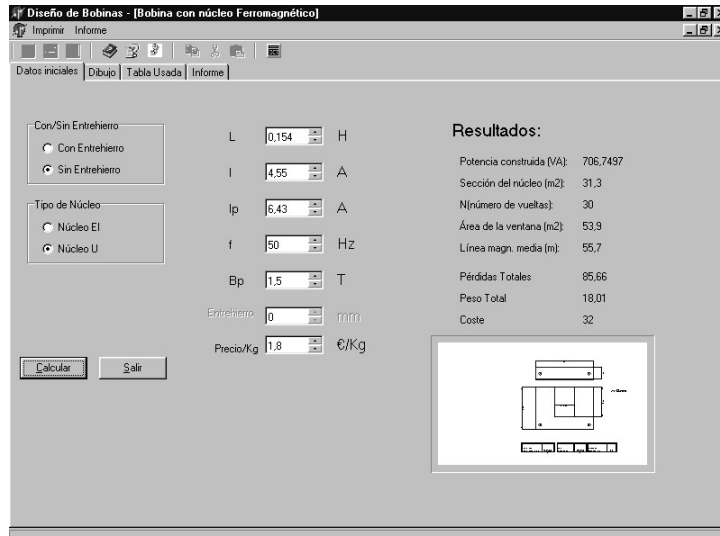 Diseño de Bobinas - [Bobina con núcleo Ferromagnético]
Imprimir Informe
Datos iniciales Dibujo Tabla Usada Informe
Con/Sin Entrehierro
Con Entrehierro
Sin Entrehierro
Tipo de Núcleo
Núcleo EI
Núcleo U
Calcular Salir
L 0,154 H
I 4,55 A
Ip 6,43 A
f 50 Hz
Bp 1,5 T
Entrehierro 0 mm
Precio/Kg 1,8 €/Kg
Resultados:
Potencia construida (VA): 706,7497
Sección del núcleo (m2): 31,3
N(número de vueltas): 30
Área de la ventana (m2): 53,9
Línea magn. media (m): 55,7
Pérdidas Totales 85,66
Peso Total 18,01
Coste 32